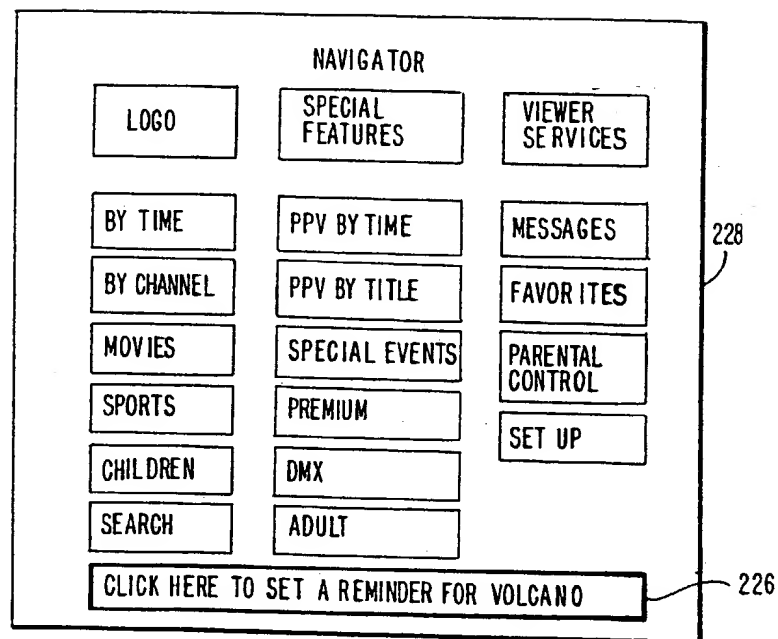 NAVIGATOR
LOGO
SPECIAL
FEATURES
VIEWER
SERVICES
BY TIME
PPV BY TIME
MESSAGES
228
BY CHANNEL
PPV BY TITLE
FAVORITES
MOVIES
SPECIAL EVENTS
PARENTAL
CONTROL
SPORTS
PREMIUM
SET UP
CHILDREN
DMX
SEARCH
ADULT
CLICK HERE TO SET A REMINDER FOR VOLCANO
226